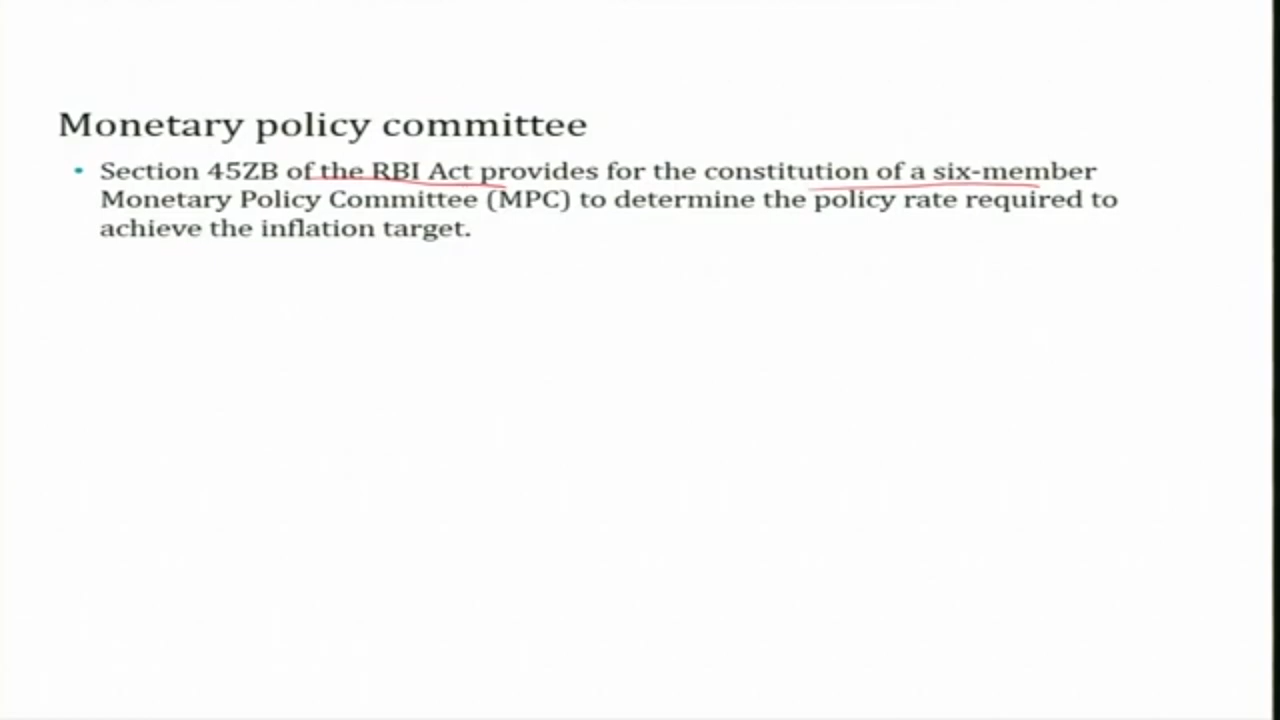 Monetary policy committee
• Section 45ZB of the RBI Act provides for the constitution of a six-member
Monetary Policy Committee (MPC) to determine the policy rate required to
achieve the inflation target.